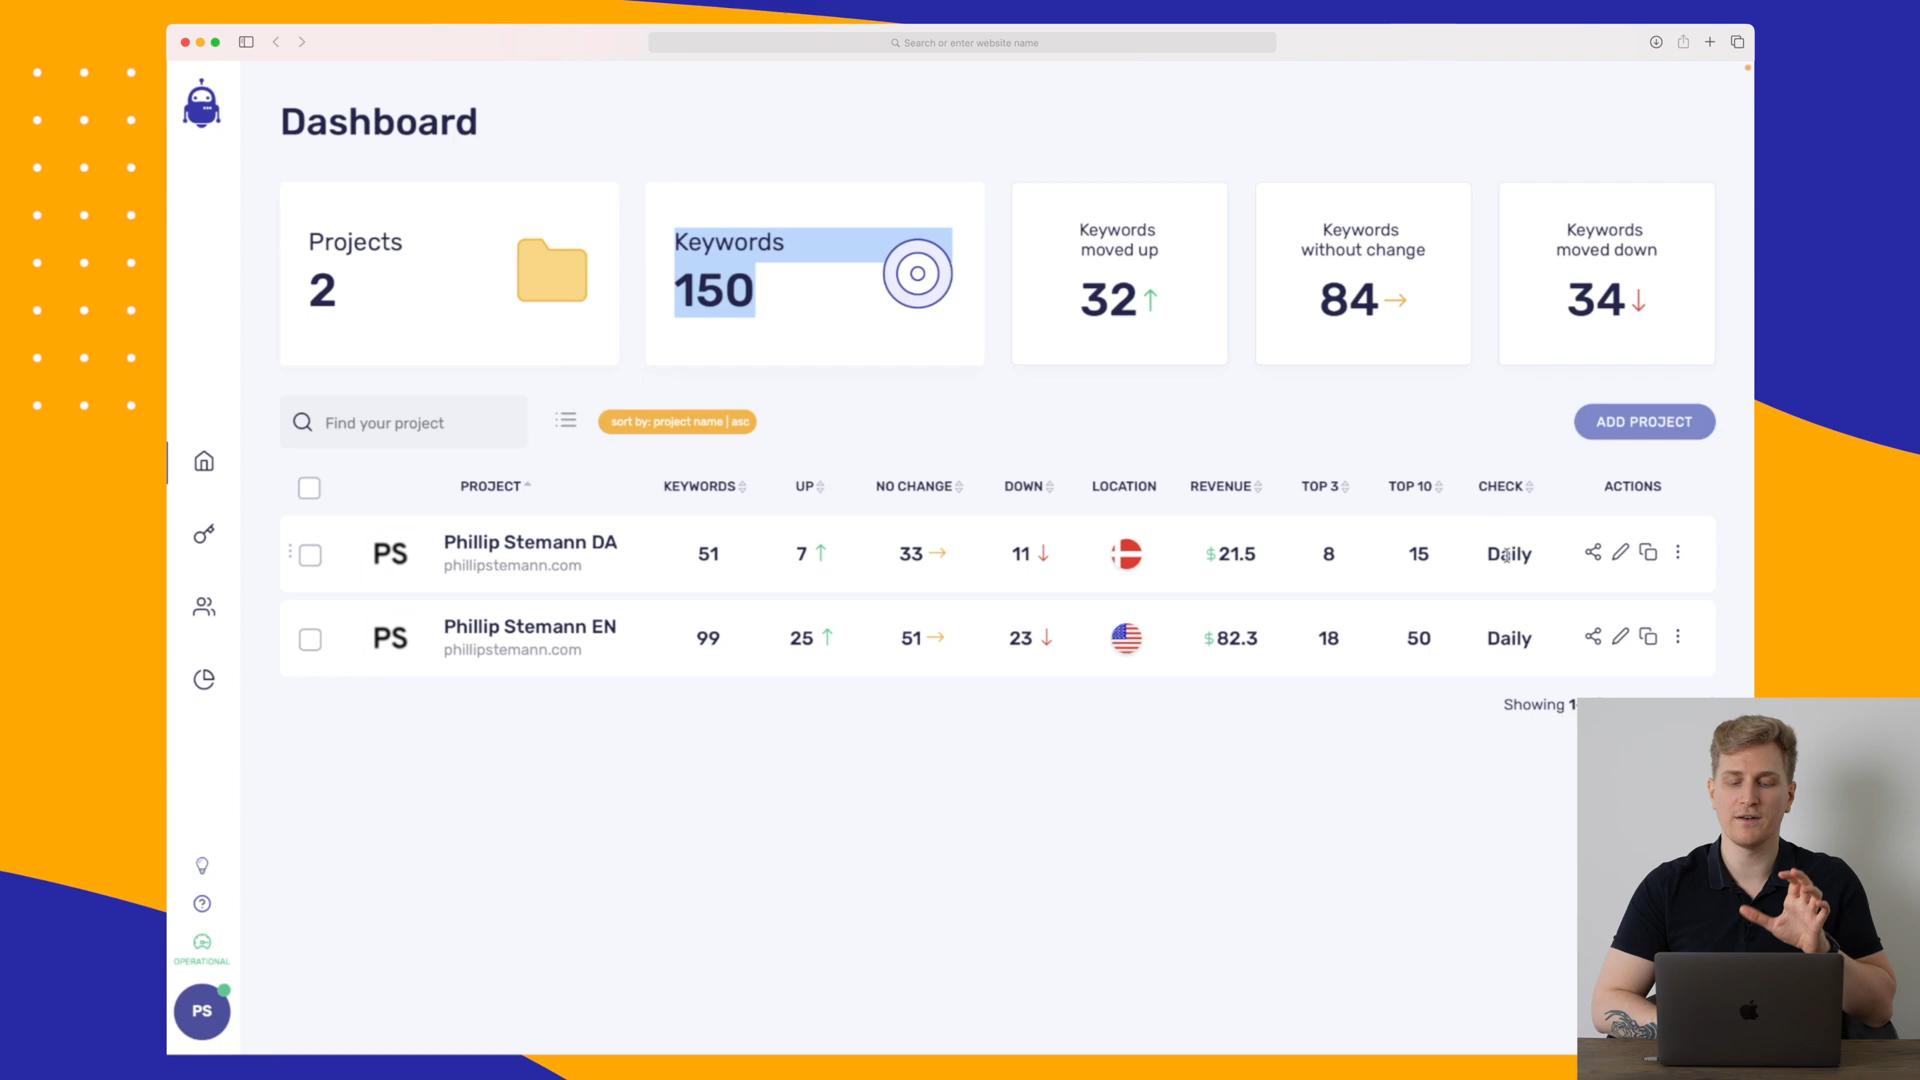 Search or enter website name
Dashboard
Projects
2
Keywords
150
Keywords
moved up
32
Keywords
without change
84
Keywords
moved down
34
Find your project
sort by: project name | asc
ADD PROJECT
PROJECT KEYWORDS UP NO CHANGE DOWN LOCATION REVENUE TOP 3 TOP 10 CHECK ACTIONS
PS Phillip Stemann DA 51 7 33 11 $21.5 8 15 Daily
phillipstemann.com
PS Phillip Stemann EN 99 25 51 23 $82.3 18 50 Daily
phillipstemann.com
Showing 1-
OPERATIONAL
PS